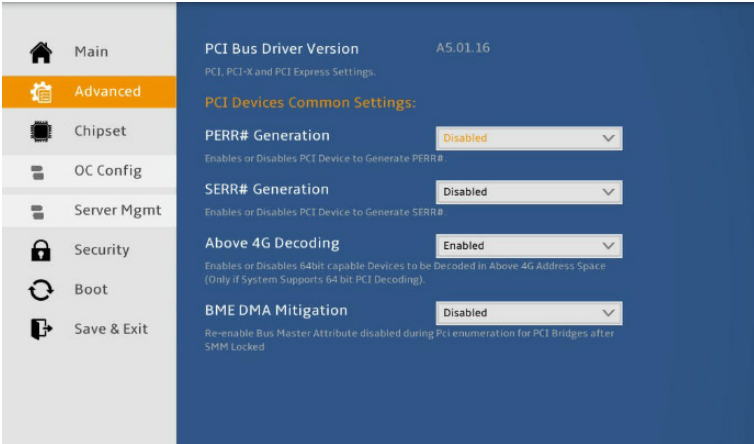 Main
Advanced
Chipset
OC Config
Server Mgmt
Security
Boot
Save & Exit
PCI Bus Driver Version A5.01.16
PCI, PCI-X and PCI Express Settings.
PCI Devices Common Settings:
PERR# Generation Disabled
Enables or Disables PCI Device to Generate PERR#.
SERR# Generation Disabled
Enables or Disables PCI Device to Generate SERR#.
Above 4G Decoding Enabled
Enables or Disables 64bit capable Devices to be Decoded in Above 4G Address Space
(Only if System Supports 64 bit PCI Decoding).
BME DMA Mitigation Disabled
Re-enable Bus Master Attribute disabled during Pci enumeration for PCI Bridges after
SMM Locked